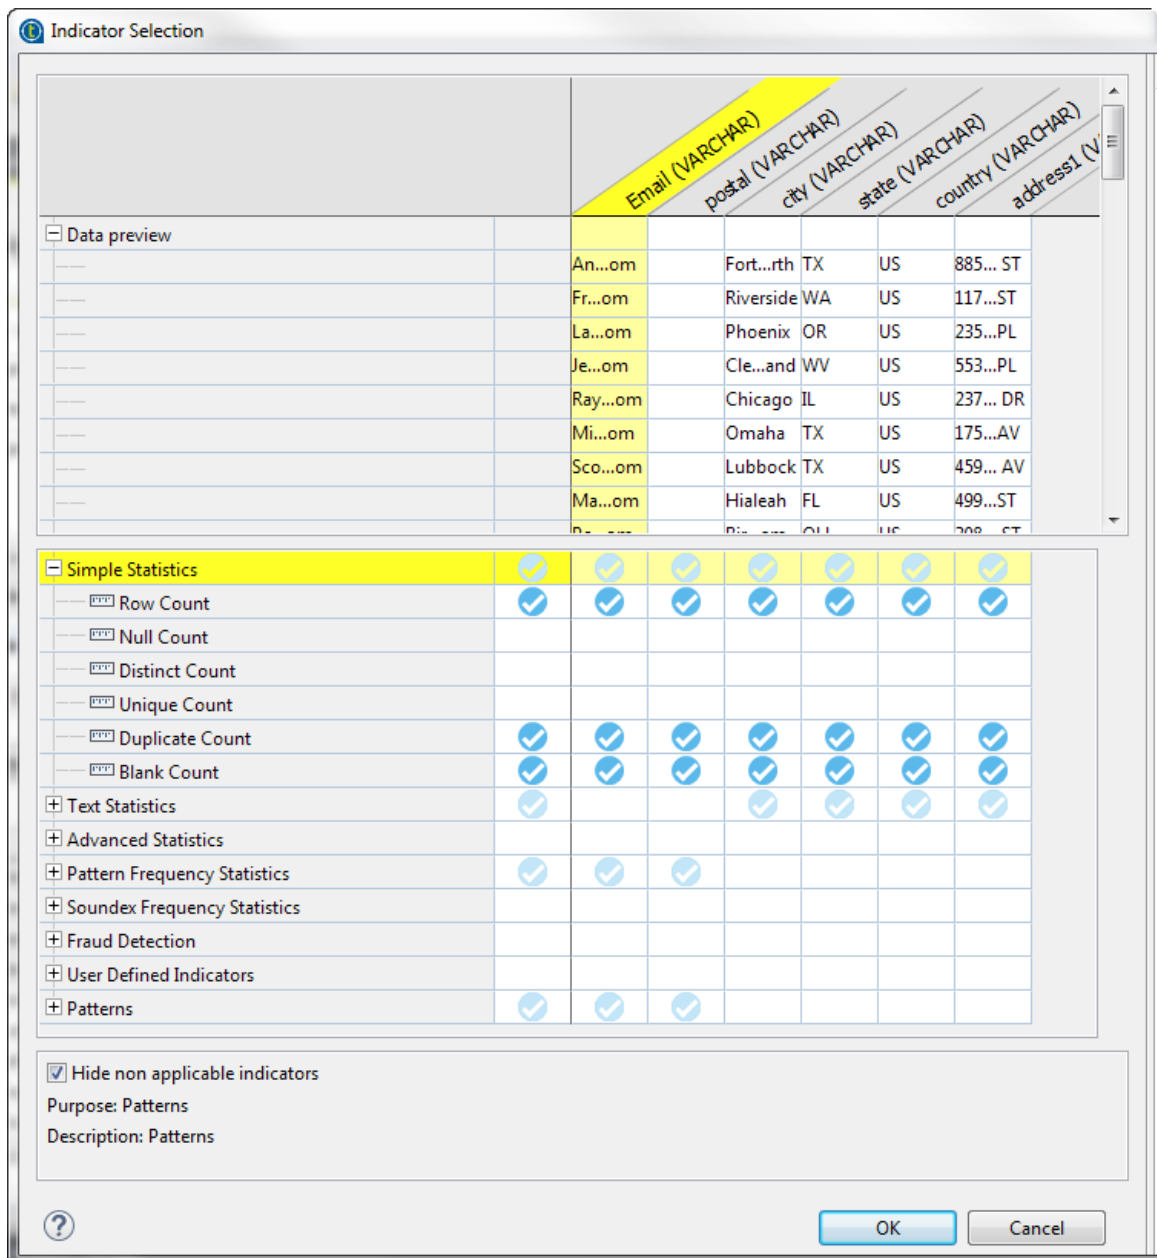 Indicator Selection
Email (VARCHAR)
postal (VARCHAR)
city (VARCHAR)
state (VARCHAR)
country (VARCHAR)
address1 (V
Data preview
An...om Fort...rth TX US 885... ST
Fr...om Riverside WA US 117...ST
La...om Phoenix OR US 235...PL
Je...om Cle...and WV US 553...PL
Ray...om Chicago IL US 237... DR
Mi...om Omaha TX US 175...AV
Sco...om Lubbock TX US 459... AV
Ma...om Hialeah FL US 499...ST
Simple Statistics
Row Count
Null Count
Distinct Count
Unique Count
Duplicate Count
Blank Count
Text Statistics
Advanced Statistics
Pattern Frequency Statistics
Soundex Frequency Statistics
Fraud Detection
User Defined Indicators
Patterns
Hide non applicable indicators
Purpose: Patterns
Description: Patterns
? OK Cancel